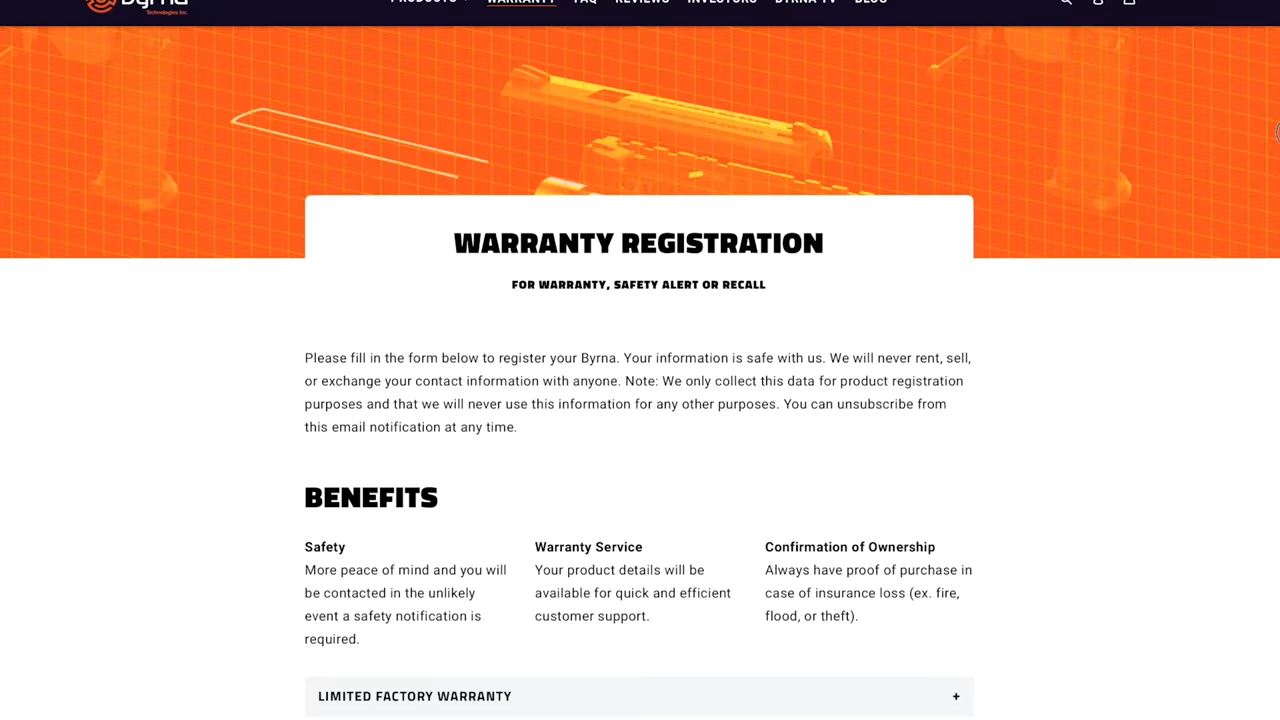 Byrna
Technologies Inc.
PRODUCTS WARRANTY FAQ REVIEWS INVESTORS BYRNA TV BLOG
WARRANTY REGISTRATION
FOR WARRANTY, SAFETY ALERT OR RECALL
Please fill in the form below to register your Byrna. Your information is safe with us. We will never rent, sell,
or exchange your contact information with anyone. Note: We only collect this data for product registration
purposes and that we will never use this information for any other purposes. You can unsubscribe from
this email notification at any time.
BENEFITS
Safety
More peace of mind and you will
be contacted in the unlikely
event a safety notification is
required.
Warranty Service
Your product details will be
available for quick and efficient
customer support.
Confirmation of Ownership
Always have proof of purchase in
case of insurance loss (ex. fire,
flood, or theft).
LIMITED FACTORY WARRANTY +